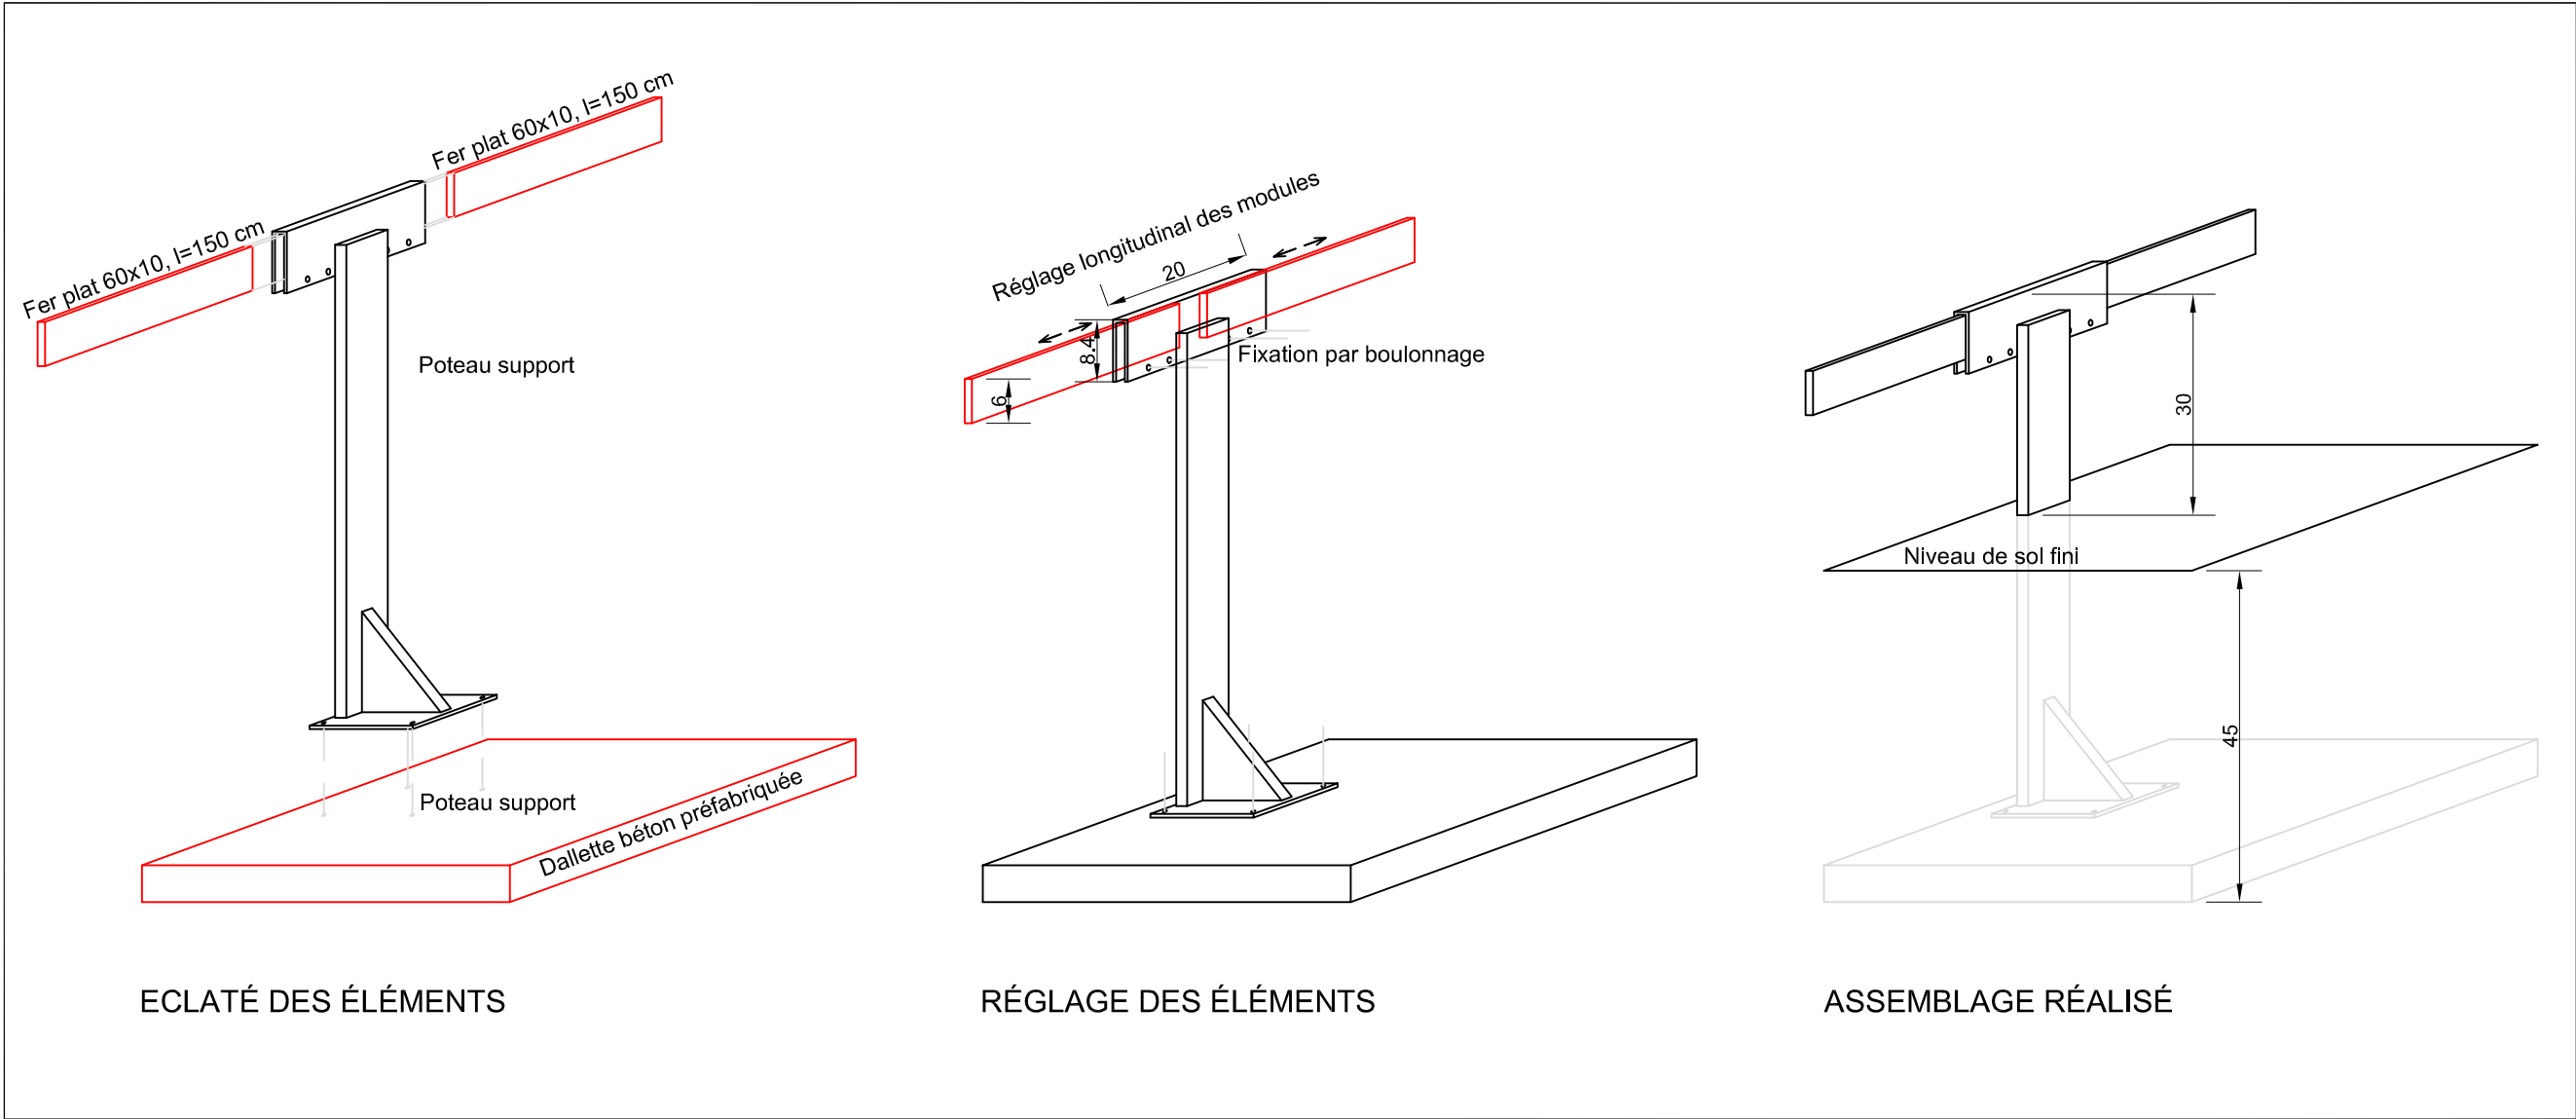 Fer plat 60x10, l=150 cm
Fer plat 60x10, l=150 cm
Poteau support
Poteau support
Dallette béton préfabriquée
ECLATÉ DES ÉLÉMENTS
Réglage longitudinal des modules
20
8.4
6
Fixation par boulonnage
RÉGLAGE DES ÉLÉMENTS
30
Niveau de sol fini
45
ASSEMBLAGE RÉALISÉ